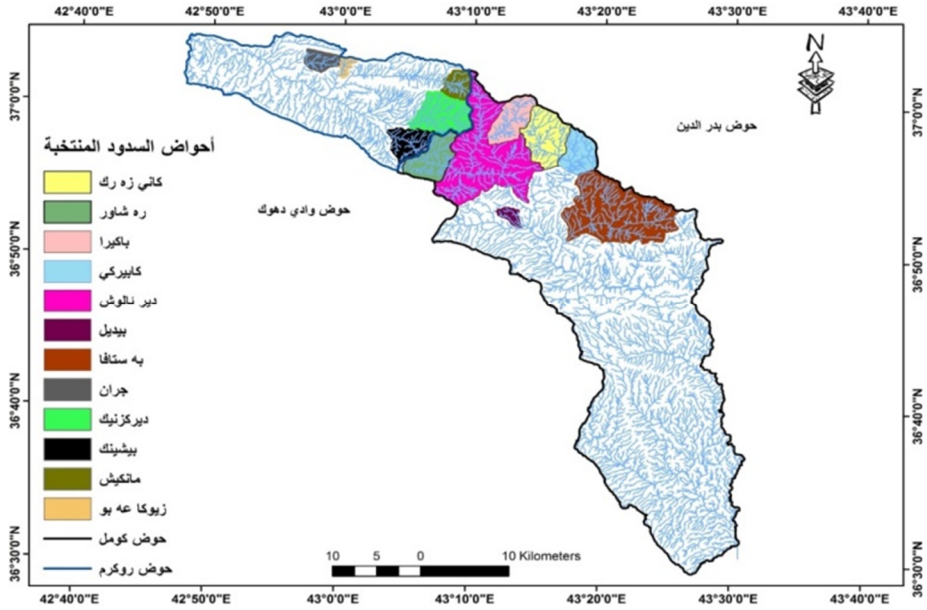 42°40'0"E 42°50'0"E 43°0'0"E 43°10'0"E 43°20'0"E 43°30'0"E 43°40'0"E
N
37°0'0"N
37°0'0"N
حوض بدر الدين
أحواض السدود المنتخبة
كاني زه رك
ره شاور
باكيرا
كابيركي
دير نالوش
بيديل
به ستافا
جران
ديركزنيك
بيشينك
مانكيش
زيوكا عه بو
حوض كومل
حوض روكرم
حوض وادي دهوك
36°50'0"N
36°50'0"N
36°40'0"N
36°40'0"N
36°30'0"N
36°30'0"N
10 5 0 10 Kilometers
42°40'0"E 42°50'0"E 43°0'0"E 43°10'0"E 43°20'0"E 43°30'0"E 43°40'0"E